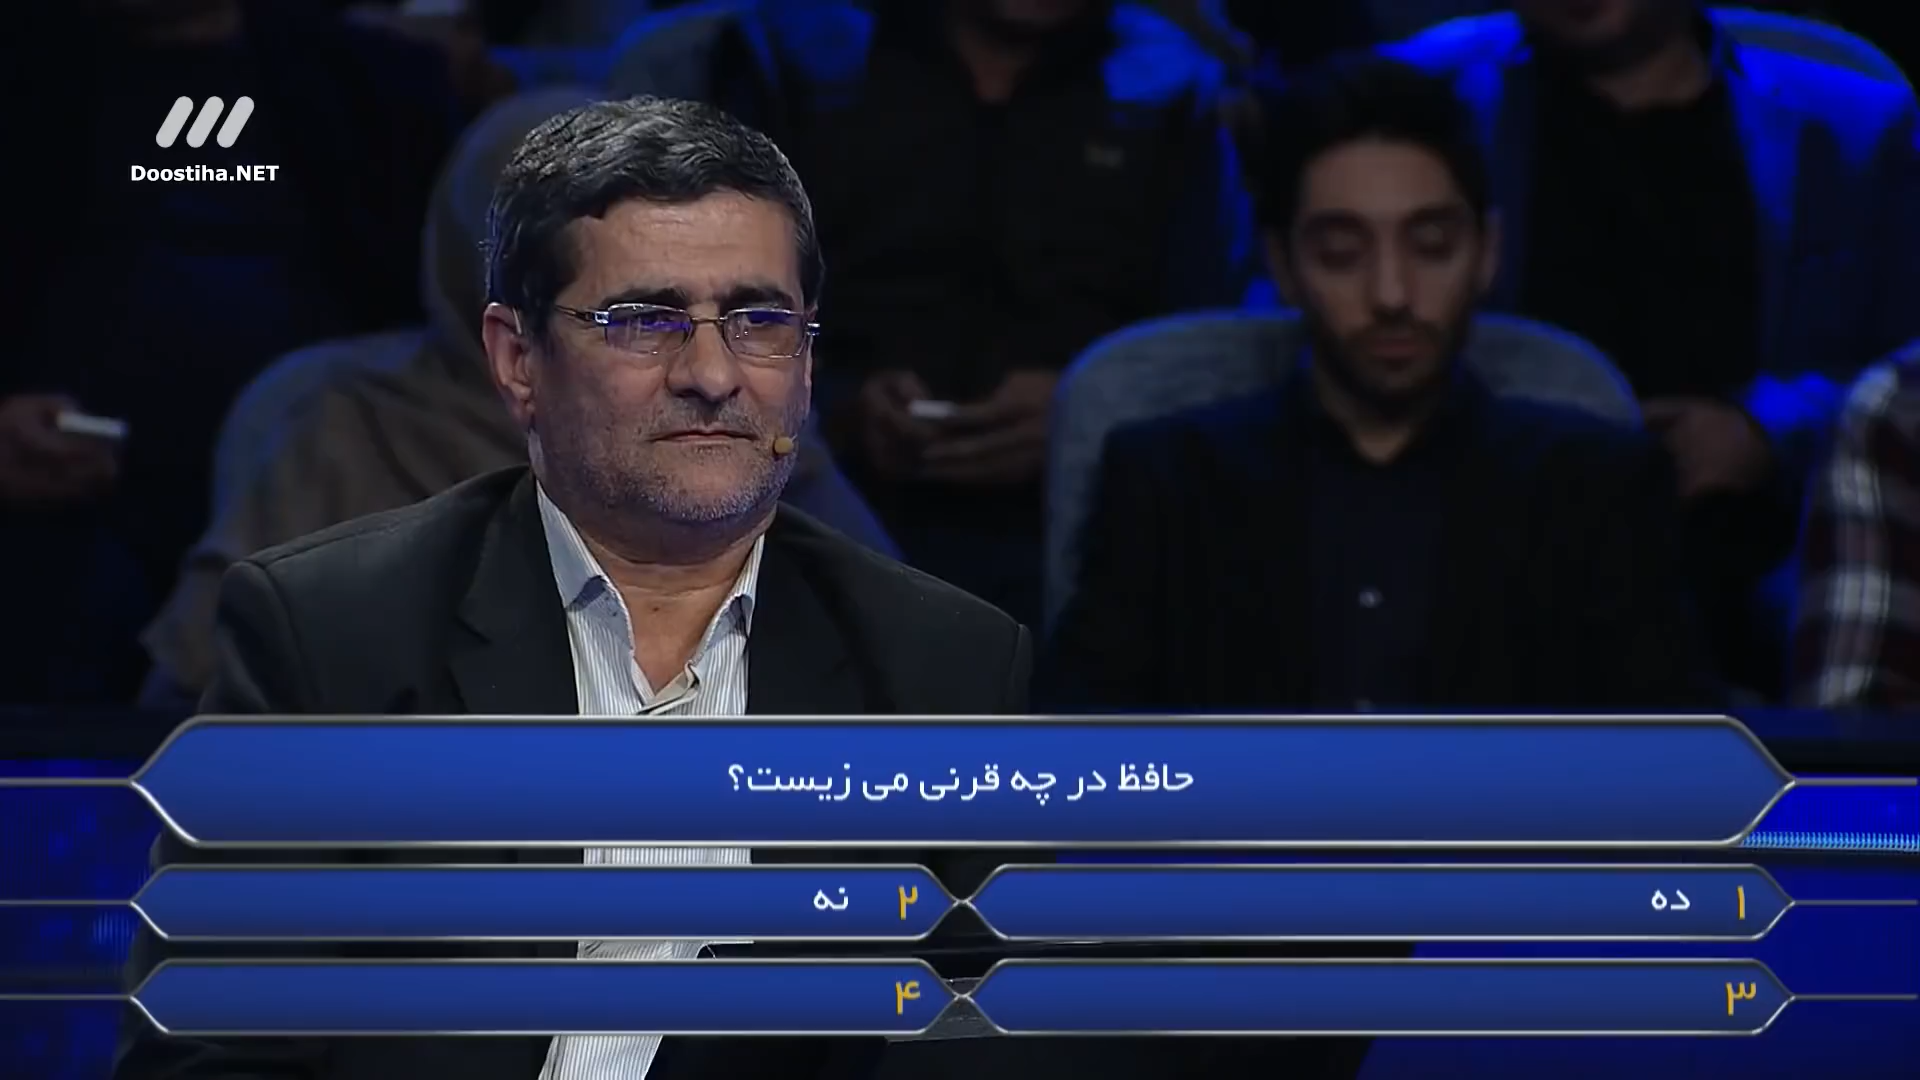 Doostiha.NET
حافظ در چه قرنی می زیست؟
۱ ده
۲ نه
۳
۴